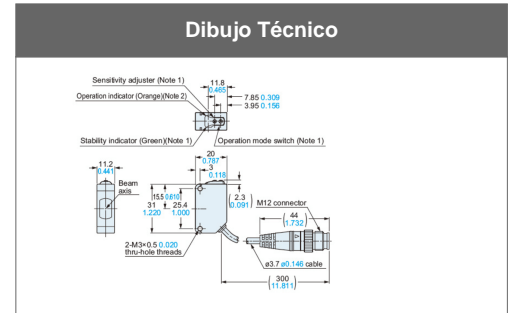 Dibujo Técnico
Sensitivity adjuster (Note 1)
11.8
0.465
Operation indicator (Orange)(Note 2)
7.85 0.309
3.95 0.156
Stability indicator (Green)(Note 1)
Operation mode switch (Note 1)
20
0.787
11.2
0.441
3
0.118
Beam
axis
15.5 0.610
31
1.220
25.4
1.000
( 2.3
0.091 )
M12 connector
( 44
1.732 )
2-M3×0.5 0.020
thru-hole threads
ø3.7 ø0.146 cable
( 300
11.811 )